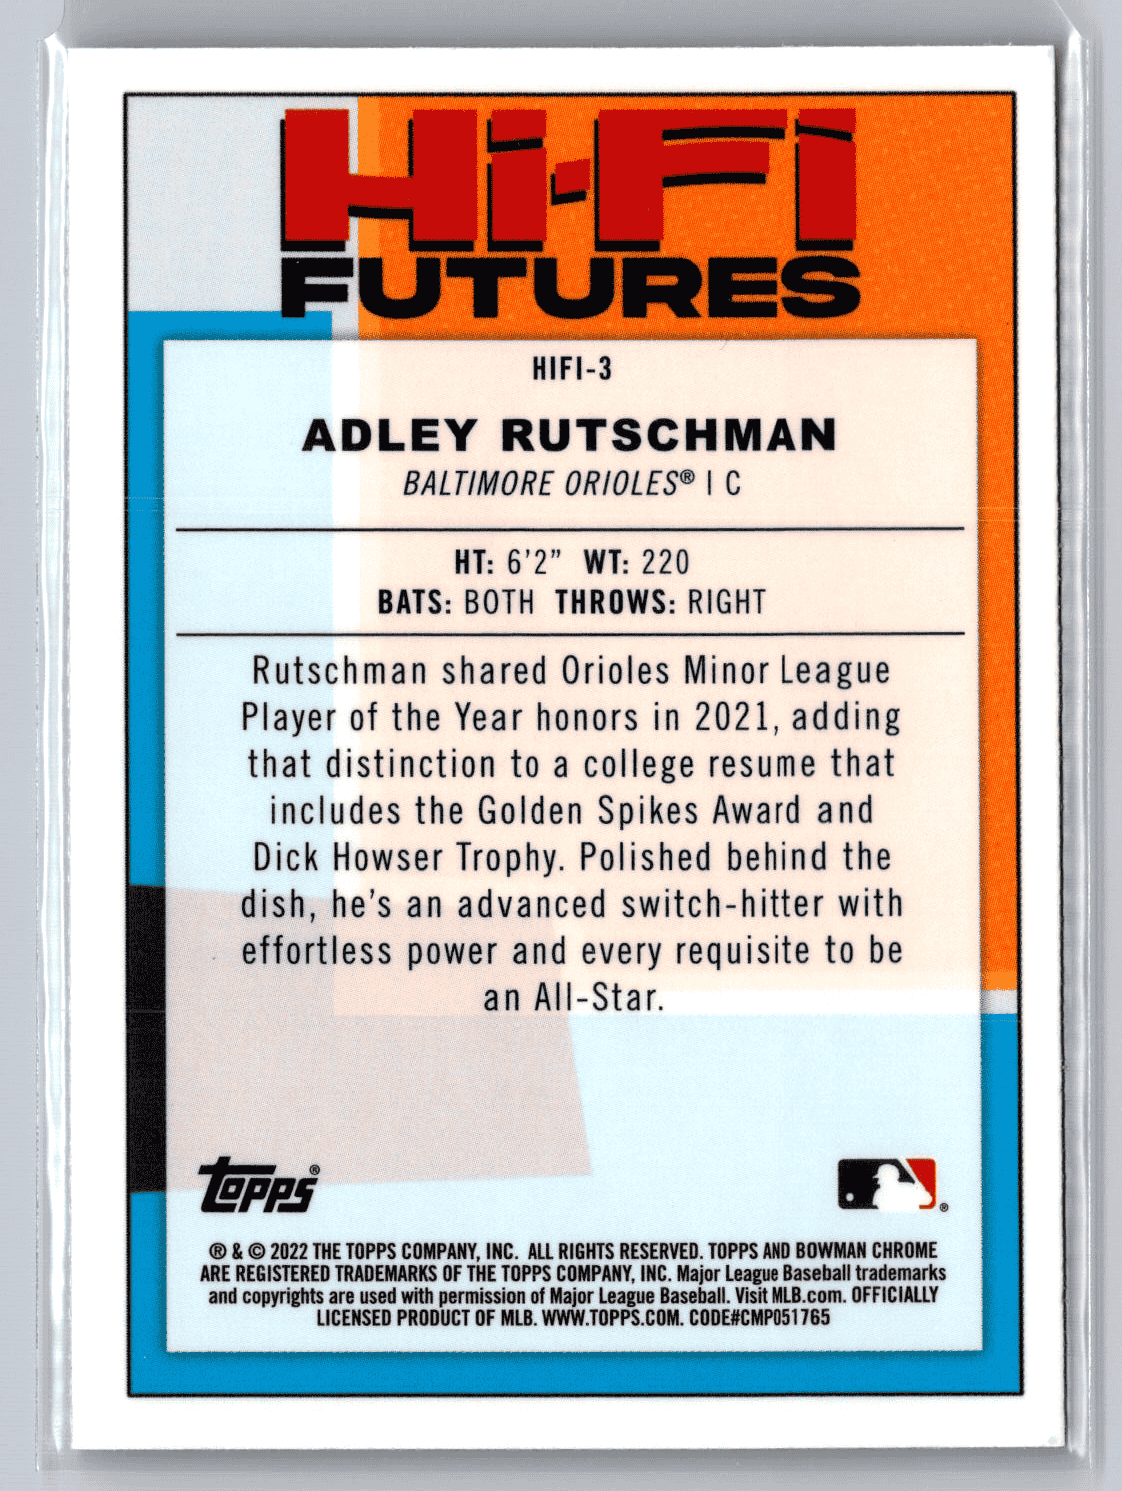 Hi-Fi
FUTURES
HIFI-3
ADLEY RUTSCHMAN
BALTIMORE ORIOLES® | C
HT: 6'2” WT: 220
BATS: BOTH THROWS: RIGHT
Rutschman shared Orioles Minor League
Player of the Year honors in 2021, adding
that distinction to a college resume that
includes the Golden Spikes Award and
Dick Howser Trophy. Polished behind the
dish, he's an advanced switch-hitter with
effortless power and every requisite to be
an All-Star.
Topps®
®
® & © 2022 THE TOPPS COMPANY, INC. ALL RIGHTS RESERVED. TOPPS AND BOWMAN CHROME
ARE REGISTERED TRADEMARKS OF THE TOPPS COMPANY, INC. Major League Baseball trademarks
and copyrights are used with permission of Major League Baseball. Visit MLB.com. OFFICIALLY
LICENSED PRODUCT OF MLB. WWW.TOPPS.COM. CODE#CMP051765